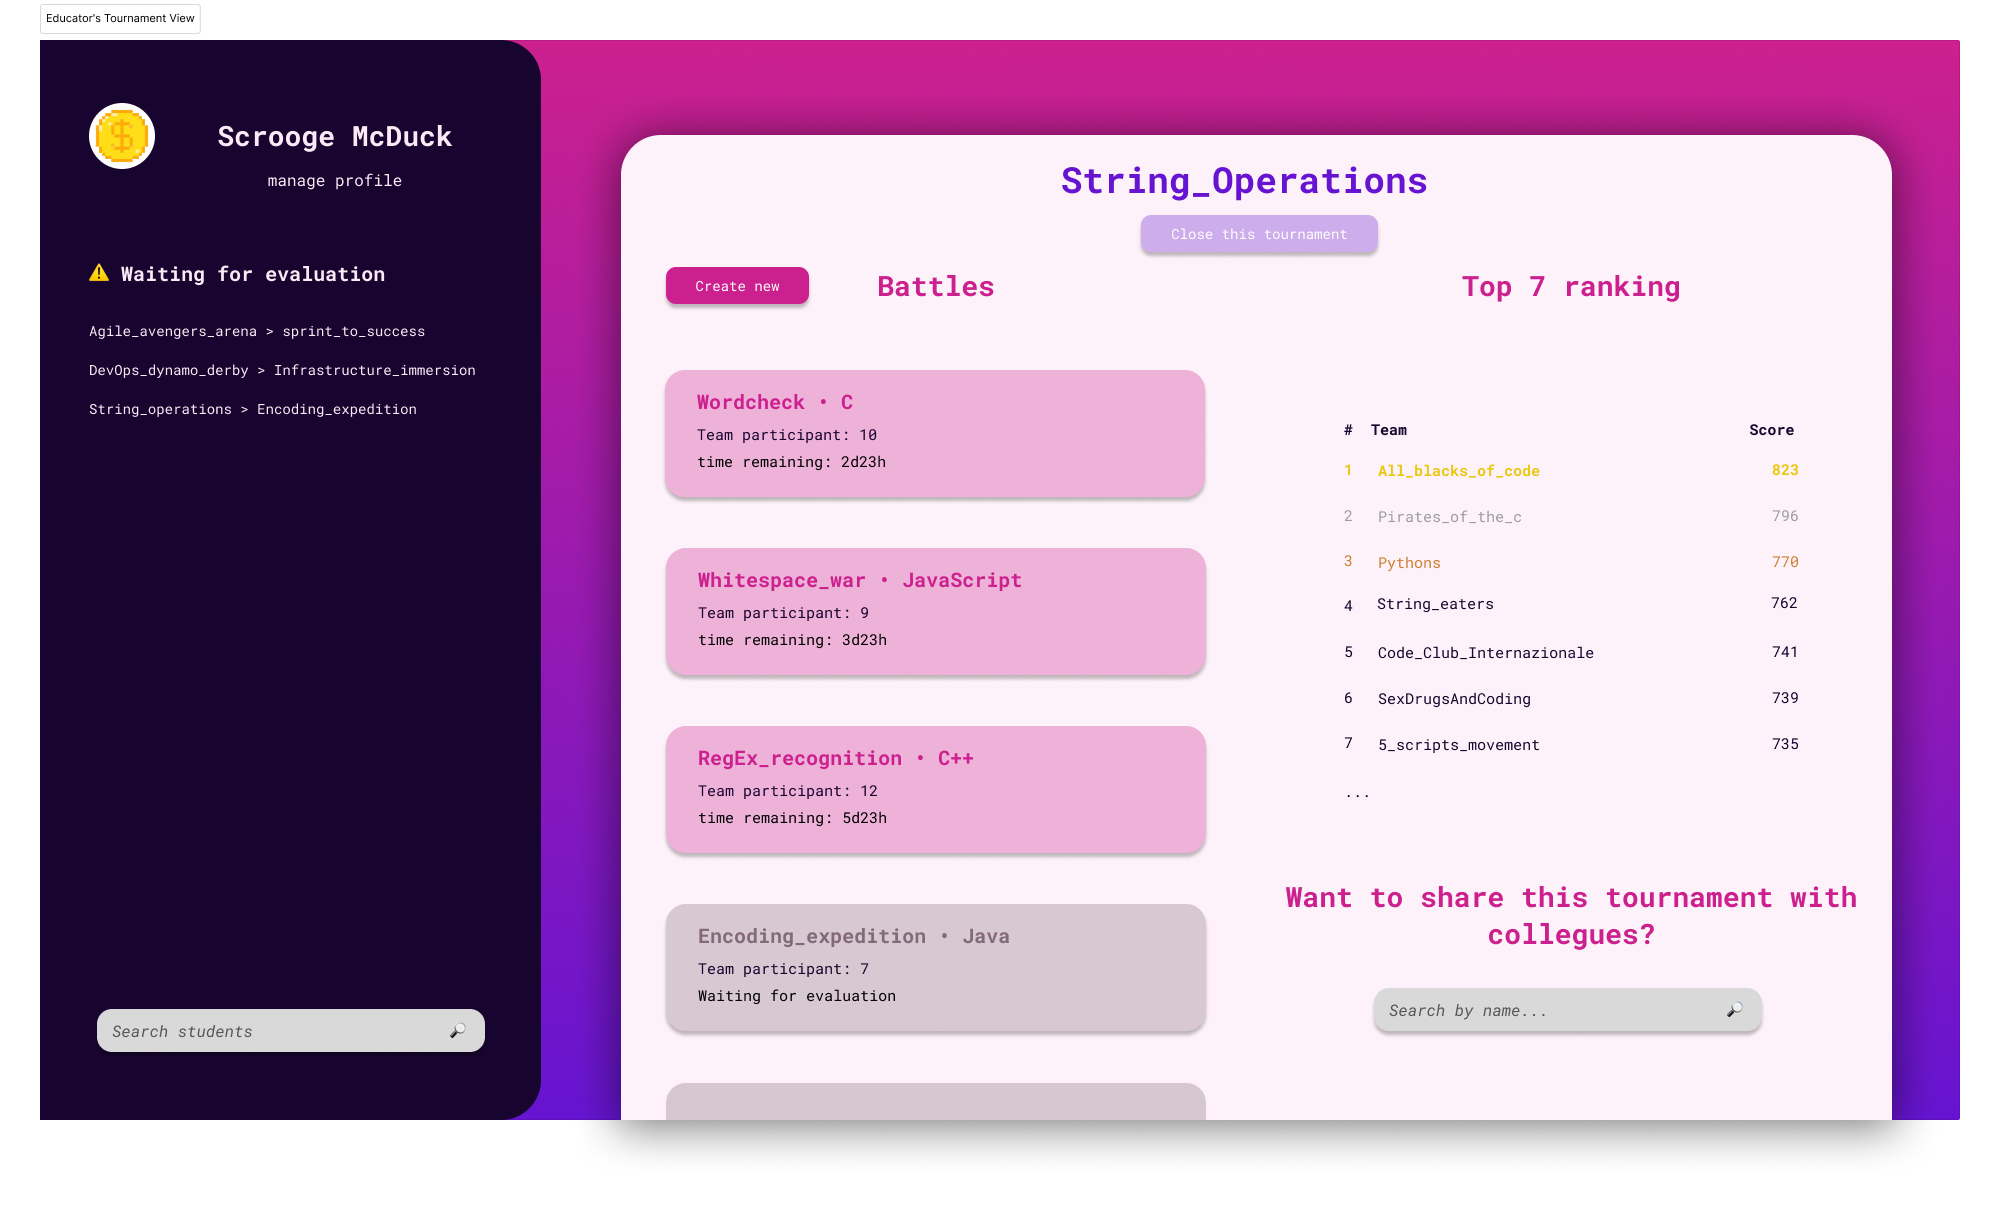 Educator's Tournament View
Scrooge McDuck
manage profile
Waiting for evaluation
Agile_avengers_arena > sprint_to_success
DevOps_dynamo_derby > Infrastructure_immersion
String_operations > Encoding_expedition
Search students
String_Operations
Close this tournament
Create new
Battles
Wordcheck • C
Team participant: 10
time remaining: 2d23h
Whitespace_war • JavaScript
Team participant: 9
time remaining: 3d23h
RegEx_recognition • C++
Team participant: 12
time remaining: 5d23h
Encoding_expedition • Java
Team participant: 7
Waiting for evaluation
Top 7 ranking
# Team Score
1 All_blacks_of_code 823
2 Pirates_of_the_c 796
3 Pythons 770
4 String_eaters 762
5 Code_Club_Internazionale 741
6 SexDrugsAndCoding 739
7 5_scripts_movement 735
...
Want to share this tournament with
collegues?
Search by name...